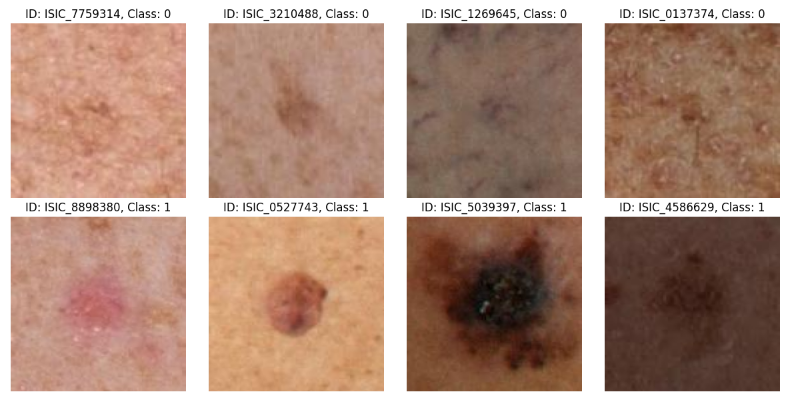 ID: ISIC_7759314, Class: 0
ID: ISIC_3210488, Class: 0
ID: ISIC_1269645, Class: 0
ID: ISIC_0137374, Class: 0
ID: ISIC_8898380, Class: 1
ID: ISIC_0527743, Class: 1
ID: ISIC_5039397, Class: 1
ID: ISIC_4586629, Class: 1